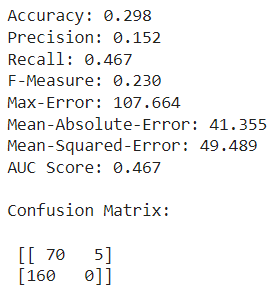 Accuracy: 0.298
Precision: 0.152
Recall: 0.467
F-Measure: 0.230
Max-Error: 107.664
Mean-Absolute-Error: 41.355
Mean-Squared-Error: 49.489
AUC Score: 0.467
Confusion Matrix:
[[ 70   5]
[160   0]]